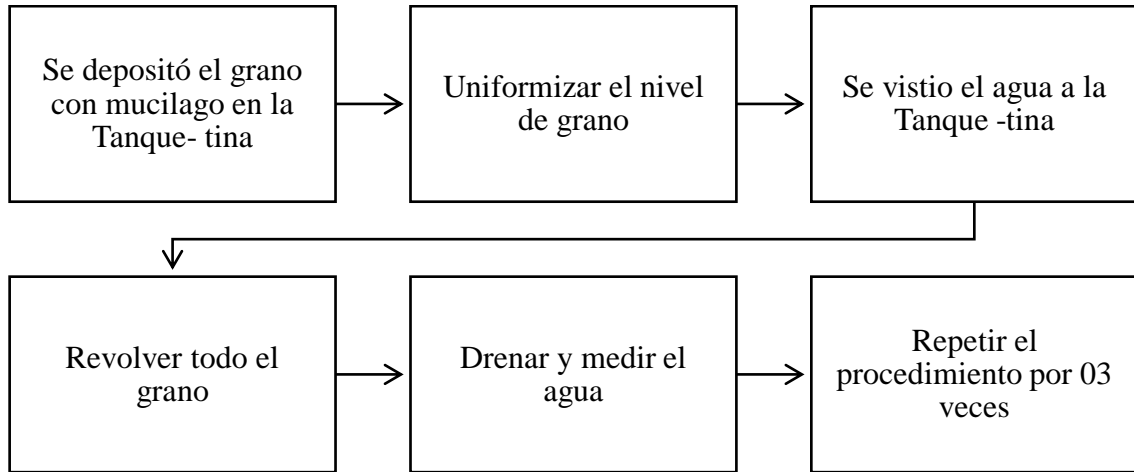 Se depositó el grano
con mucilago en la
Tanque- tina
Uniformizar el nivel
de grano
Se vistio el agua a la
Tanque -tina
Revolver todo el
grano
Drenar y medir el
agua
Repetir el
procedimiento por 03
veces